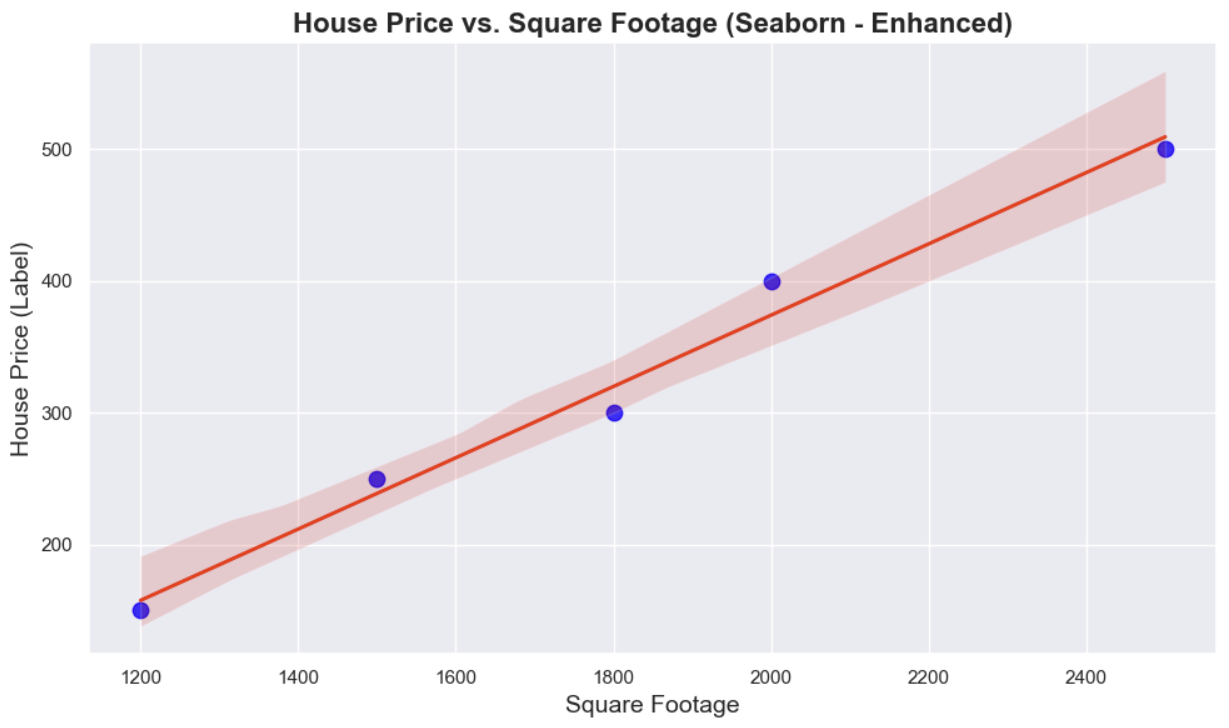 House Price vs. Square Footage (Seaborn - Enhanced)
House Price (Label)
500
400
300
200
1200 1400 1600 1800 2000 2200 2400
Square Footage